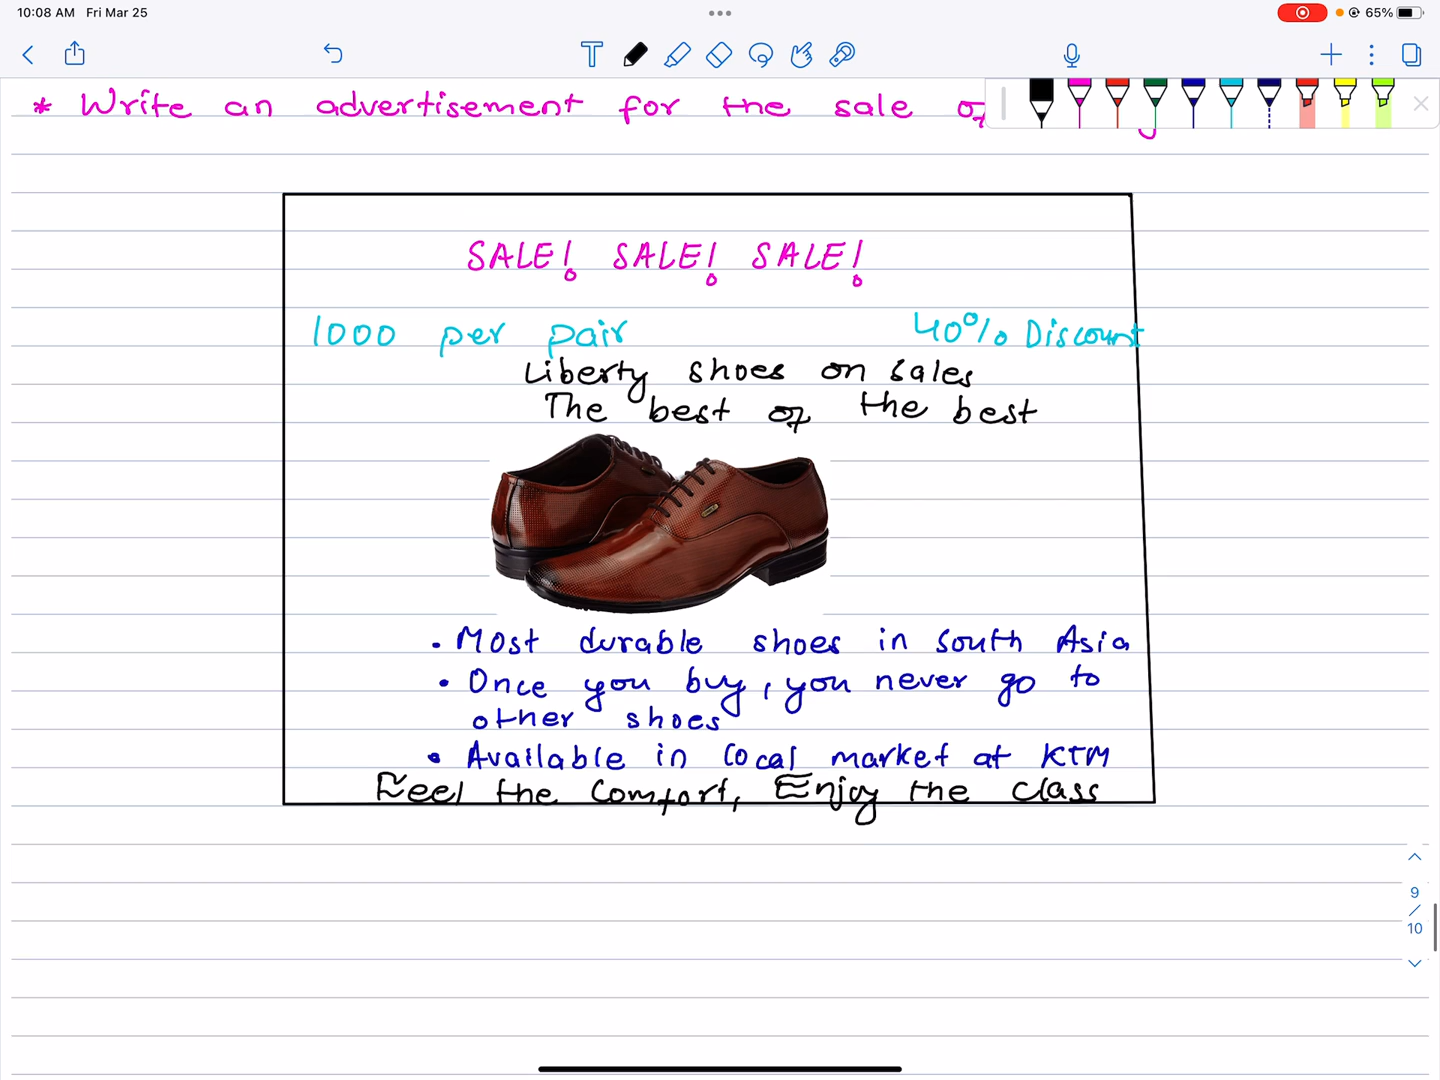 10:08 AM Fri Mar 25
65%
* Write an advertisement for the sale of
SALE! SALE! SALE!
1000 per pair 40% Discount
Liberty shoes on sales
The best of the best
• Most durable shoes in South Asia
• Once you buy, you never go to
other shoes
• Available in local market at KTM
Feel the Comfort, Enjoy the class
9
/
10